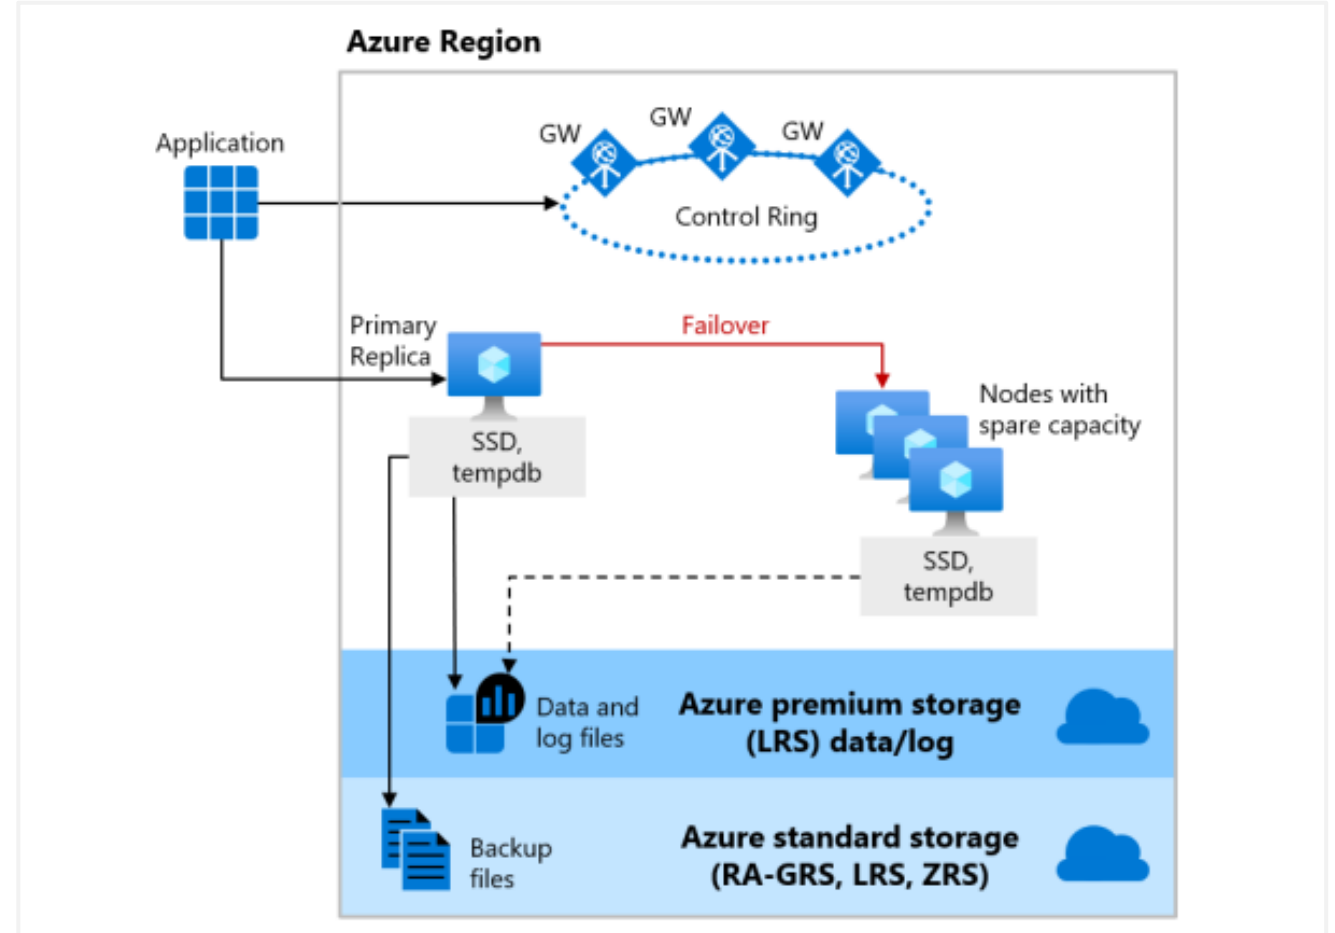 Azure Region
Application
GW
GW
GW
Control Ring
Primary
Replica
Failover
SSD,
tempdb
Nodes with
spare capacity
SSD,
tempdb
Data and
log files
Azure premium storage
(LRS) data/log
Backup
files
Azure standard storage
(RA-GRS, LRS, ZRS)